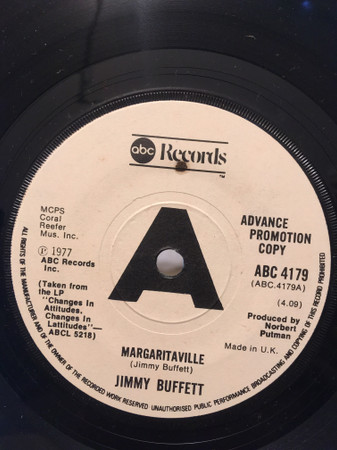 abc Records
MCPS
Coral
Reefer
Mus. Inc.
℗ 1977
ABC Records
Inc.
(Taken from
the LP
"Changes In
Attitudes.
Changes In
Lattitudes"—
ABCL 5218)
A
ADVANCE
PROMOTION
COPY
ABC 4179
(ABC.4179A)
(4.09)
Produced by
Norbert
Putman
Made in U.K.
MARGARITAVILLE
(Jimmy Buffett)
JIMMY BUFFETT
ALL RIGHTS OF THE MANUFACTURER AND OF THE OWNER OF THE RECORDED WORK RESERVED UNAUTHORISED PUBLIC PERFORMANCE BROADCASTING AND COPYING OF THIS RECORD PROHIBITED